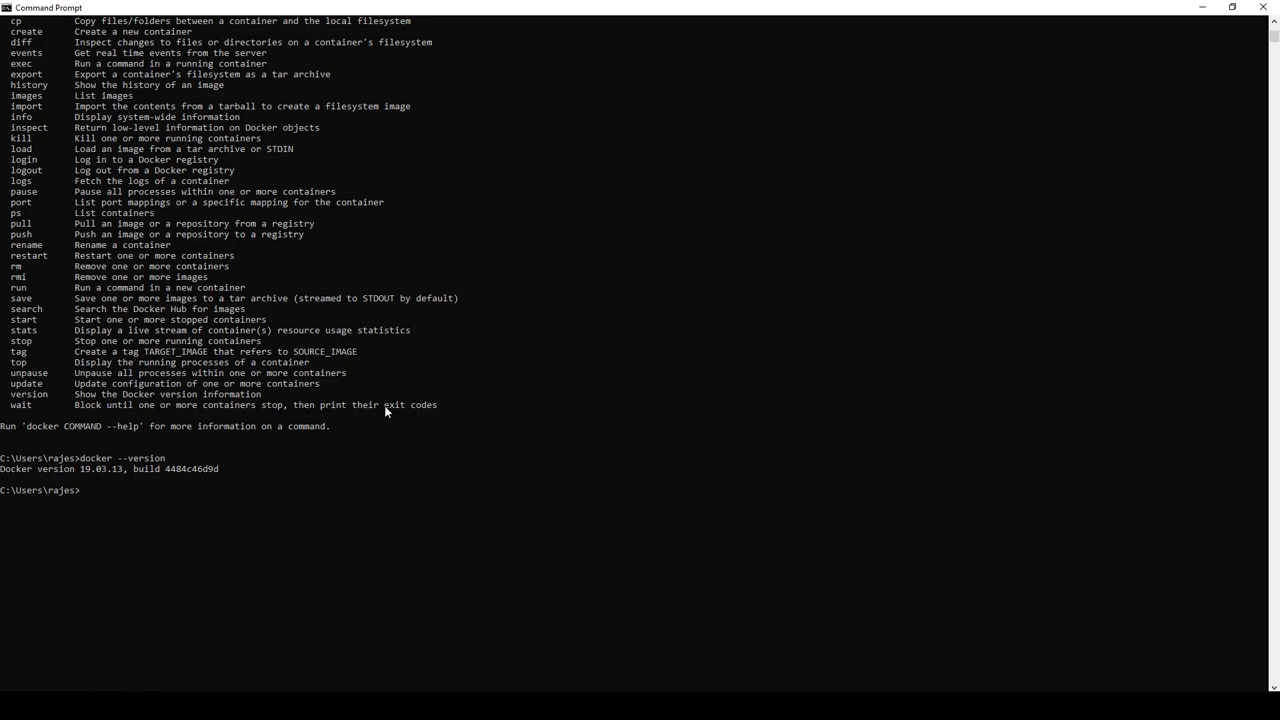 Command Prompt
cp          Copy files/folders between a container and the local filesystem
create      Create a new container
diff        Inspect changes to files or directories on a container's filesystem
events      Get real time events from the server
exec        Run a command in a running container
export      Export a container's filesystem as a tar archive
history     Show the history of an image
images      List images
import      Import the contents from a tarball to create a filesystem image
info        Display system-wide information
inspect     Return low-level information on Docker objects
kill        Kill one or more running containers
load        Load an image from a tar archive or STDIN
login       Log in to a Docker registry
logout      Log out from a Docker registry
logs        Fetch the logs of a container
pause       Pause all processes within one or more containers
port        List port mappings or a specific mapping for the container
ps          List containers
pull        Pull an image or a repository from a registry
push        Push an image or a repository to a registry
rename      Rename a container
restart     Restart one or more containers
rm          Remove one or more containers
rmi         Remove one or more images
run         Run a command in a new container
save        Save one or more images to a tar archive (streamed to STDOUT by default)
search      Search the Docker Hub for images
start       Start one or more stopped containers
stats       Display a live stream of container(s) resource usage statistics
stop        Stop one or more running containers
tag         Create a tag TARGET_IMAGE that refers to SOURCE_IMAGE
top         Display the running processes of a container
unpause     Unpause all processes within one or more containers
update      Update configuration of one or more containers
version     Show the Docker version information
wait        Block until one or more containers stop, then print their exit codes
Run 'docker COMMAND --help' for more information on a command.
C:\Users\rajes>docker --version
Docker version 19.03.13, build 4484c46d9d
C:\Users\rajes>